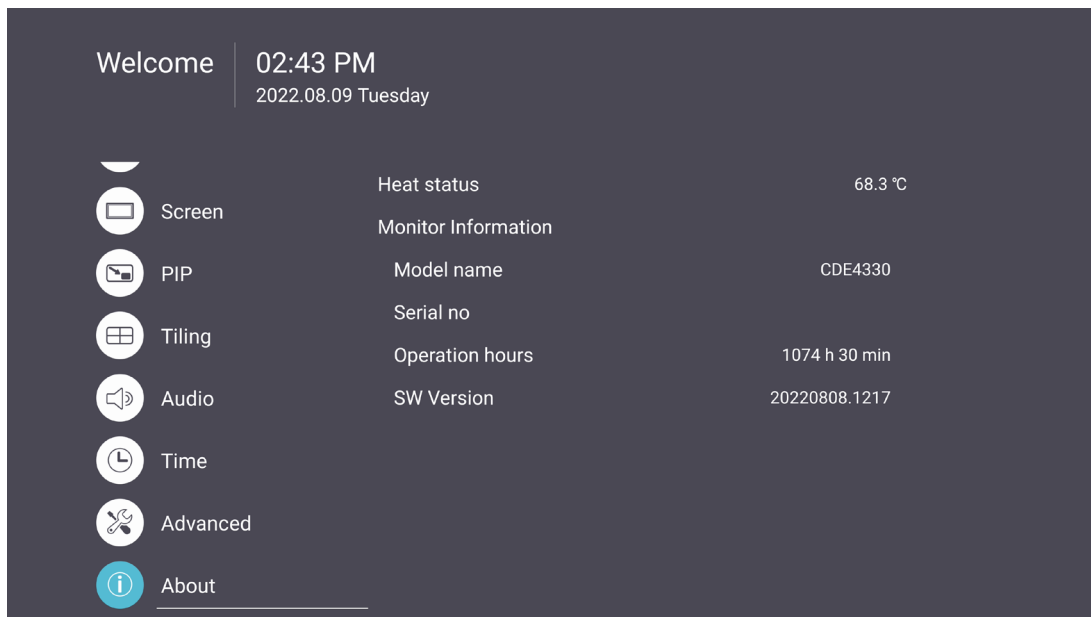 Welcome
02:43 PM
2022.08.09 Tuesday
Screen
PIP
Tiling
Audio
Time
Advanced
About
Heat status 68.3 ℃
Monitor Information
Model name CDE4330
Serial no
Operation hours 1074 h 30 min
SW Version 20220808.1217